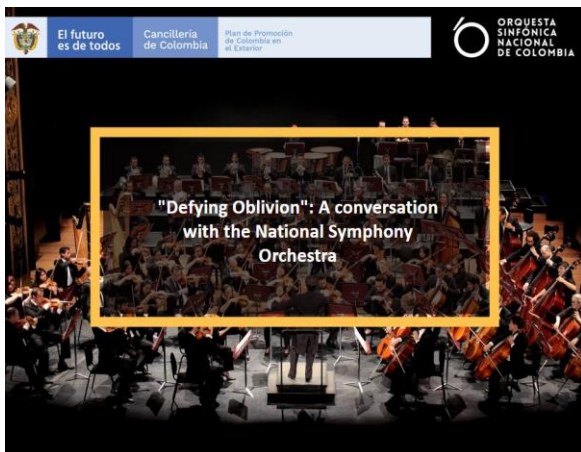 El futuro
es de todos
Cancillería
de Colombia
Plan de Promoción
de Colombia en
el Exterior
ORQUESTA
SINFÓNICA
NACIONAL
DE COLOMBIA
"Defying Oblivion": A conversation
with the National Symphony
Orchestra